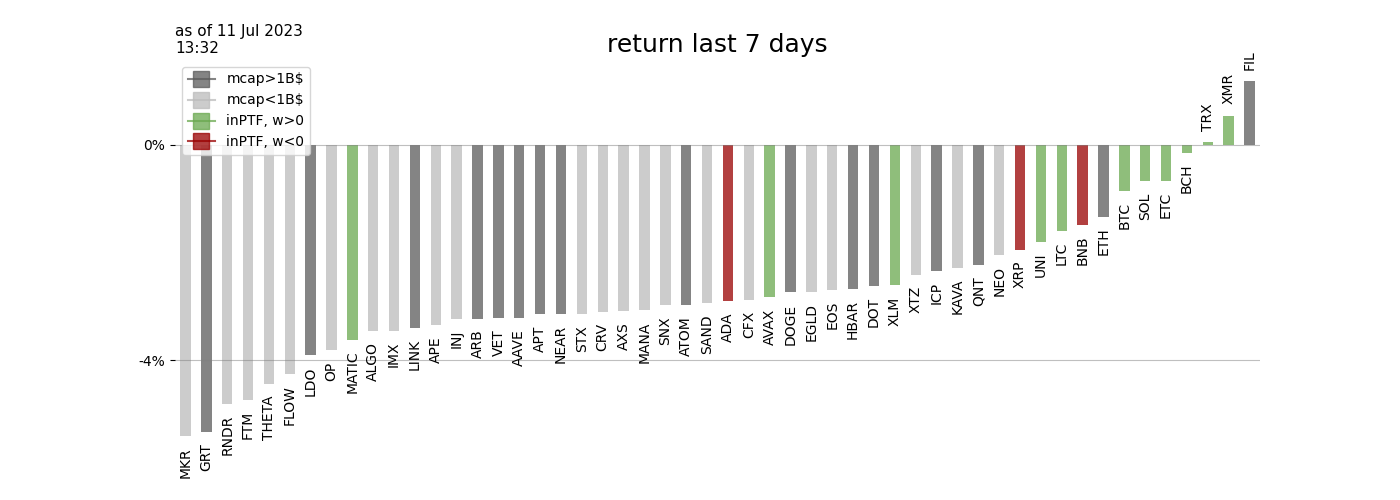 as of 11 Jul 2023
13:32
return last 7 days
mcap>1B$
mcap<1B$
inPTF, w>0
inPTF, w<0
0%
-4%
MKR
GRT
RNDR
FTM
THETA
FLOW
LDO
OP
MATIC
ALGO
IMX
LINK
APE
INJ
ARB
VET
AAVE
APT
NEAR
STX
CRV
AXS
MANA
SNX
ATOM
SAND
ADA
CFX
AVAX
DOGE
EGLD
EOS
HBAR
DOT
XLM
XTZ
ICP
KAVA
QNT
NEO
XRP
UNI
LTC
BNB
ETH
BTC
SOL
ETC
BCH
TRX
XMR
FIL